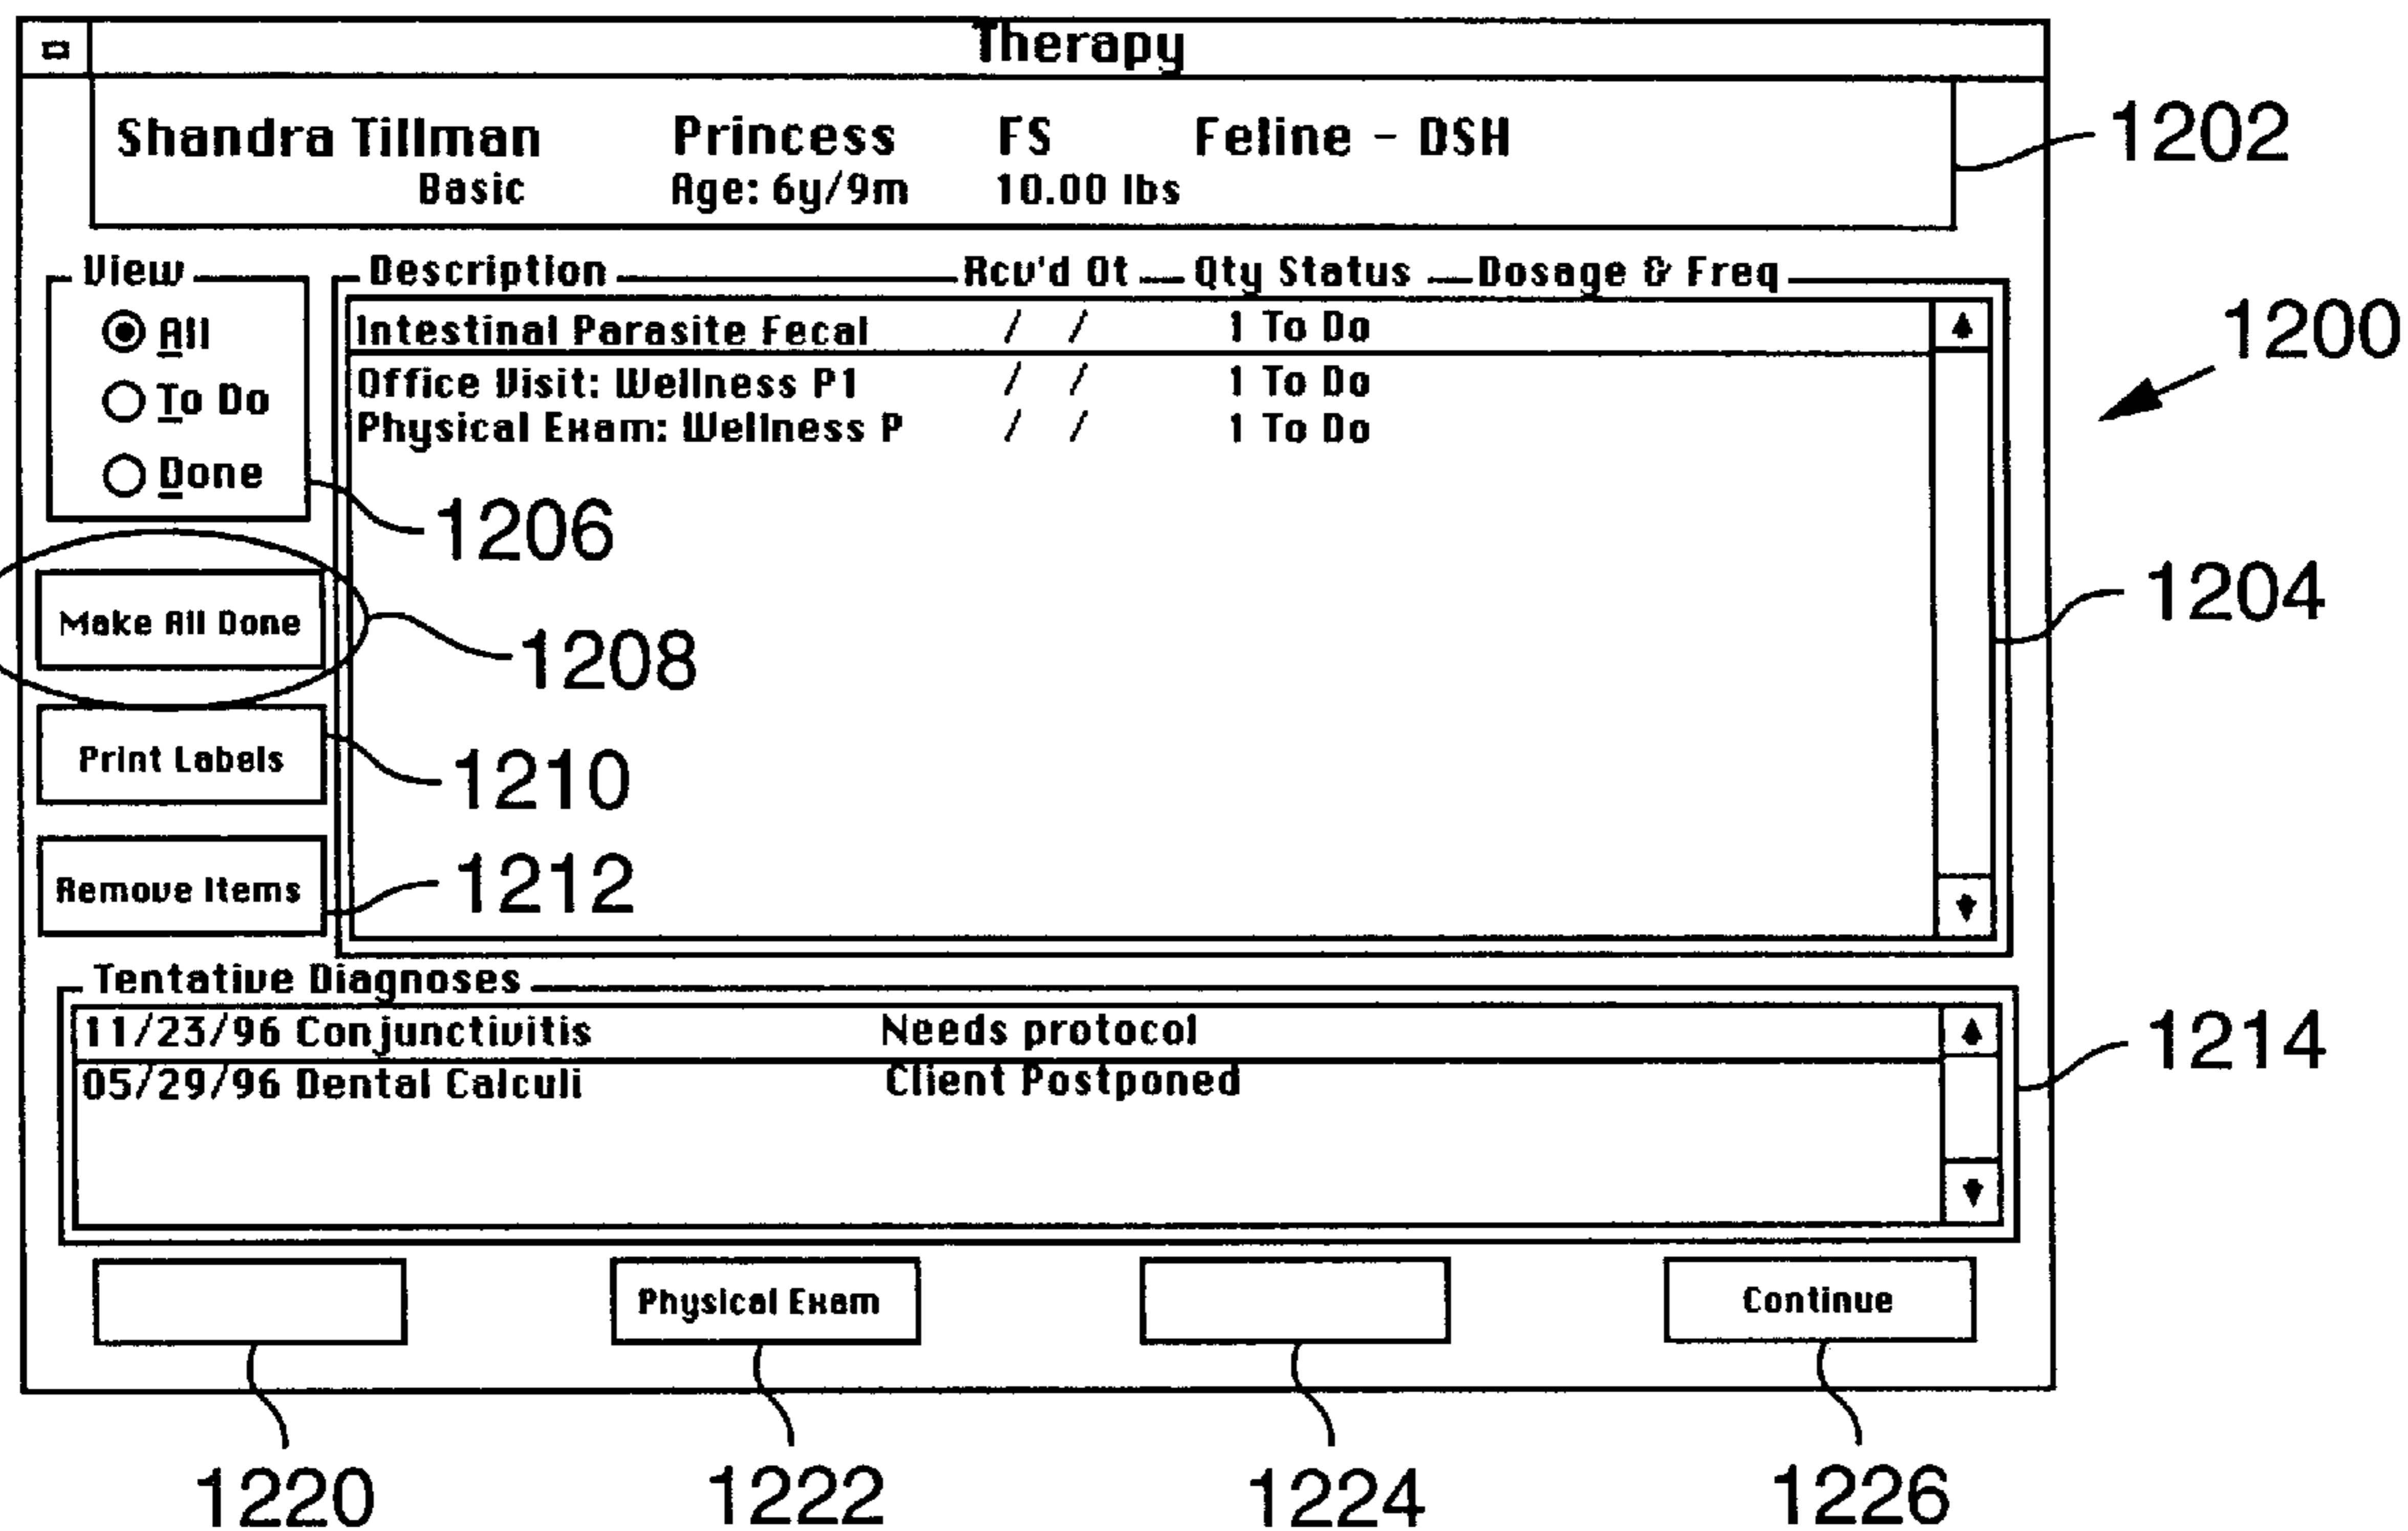 Therapy
Shandra Tillman Princess FS Feline - DSH 1202
Basic Age: 6y/9m 10.00 lbs
View Description Rcv'd Ot Qty Status Dosage & Freq
All Intestinal Parasite Fecal / / 1 To Do 1200
To Do Office Visit: Wellness P1 / / 1 To Do
Physical Exam: Wellness P / / 1 To Do
Done
1206
1204
Make All Done
1208
Print Labels
1210
Remove Items
1212
Tentative Diagnoses
11/23/96 Conjunctivitis Needs protocol
1214
05/29/96 Dental Calculi Client Postponed
Physical Exam Continue
1220 1222 1224 1226